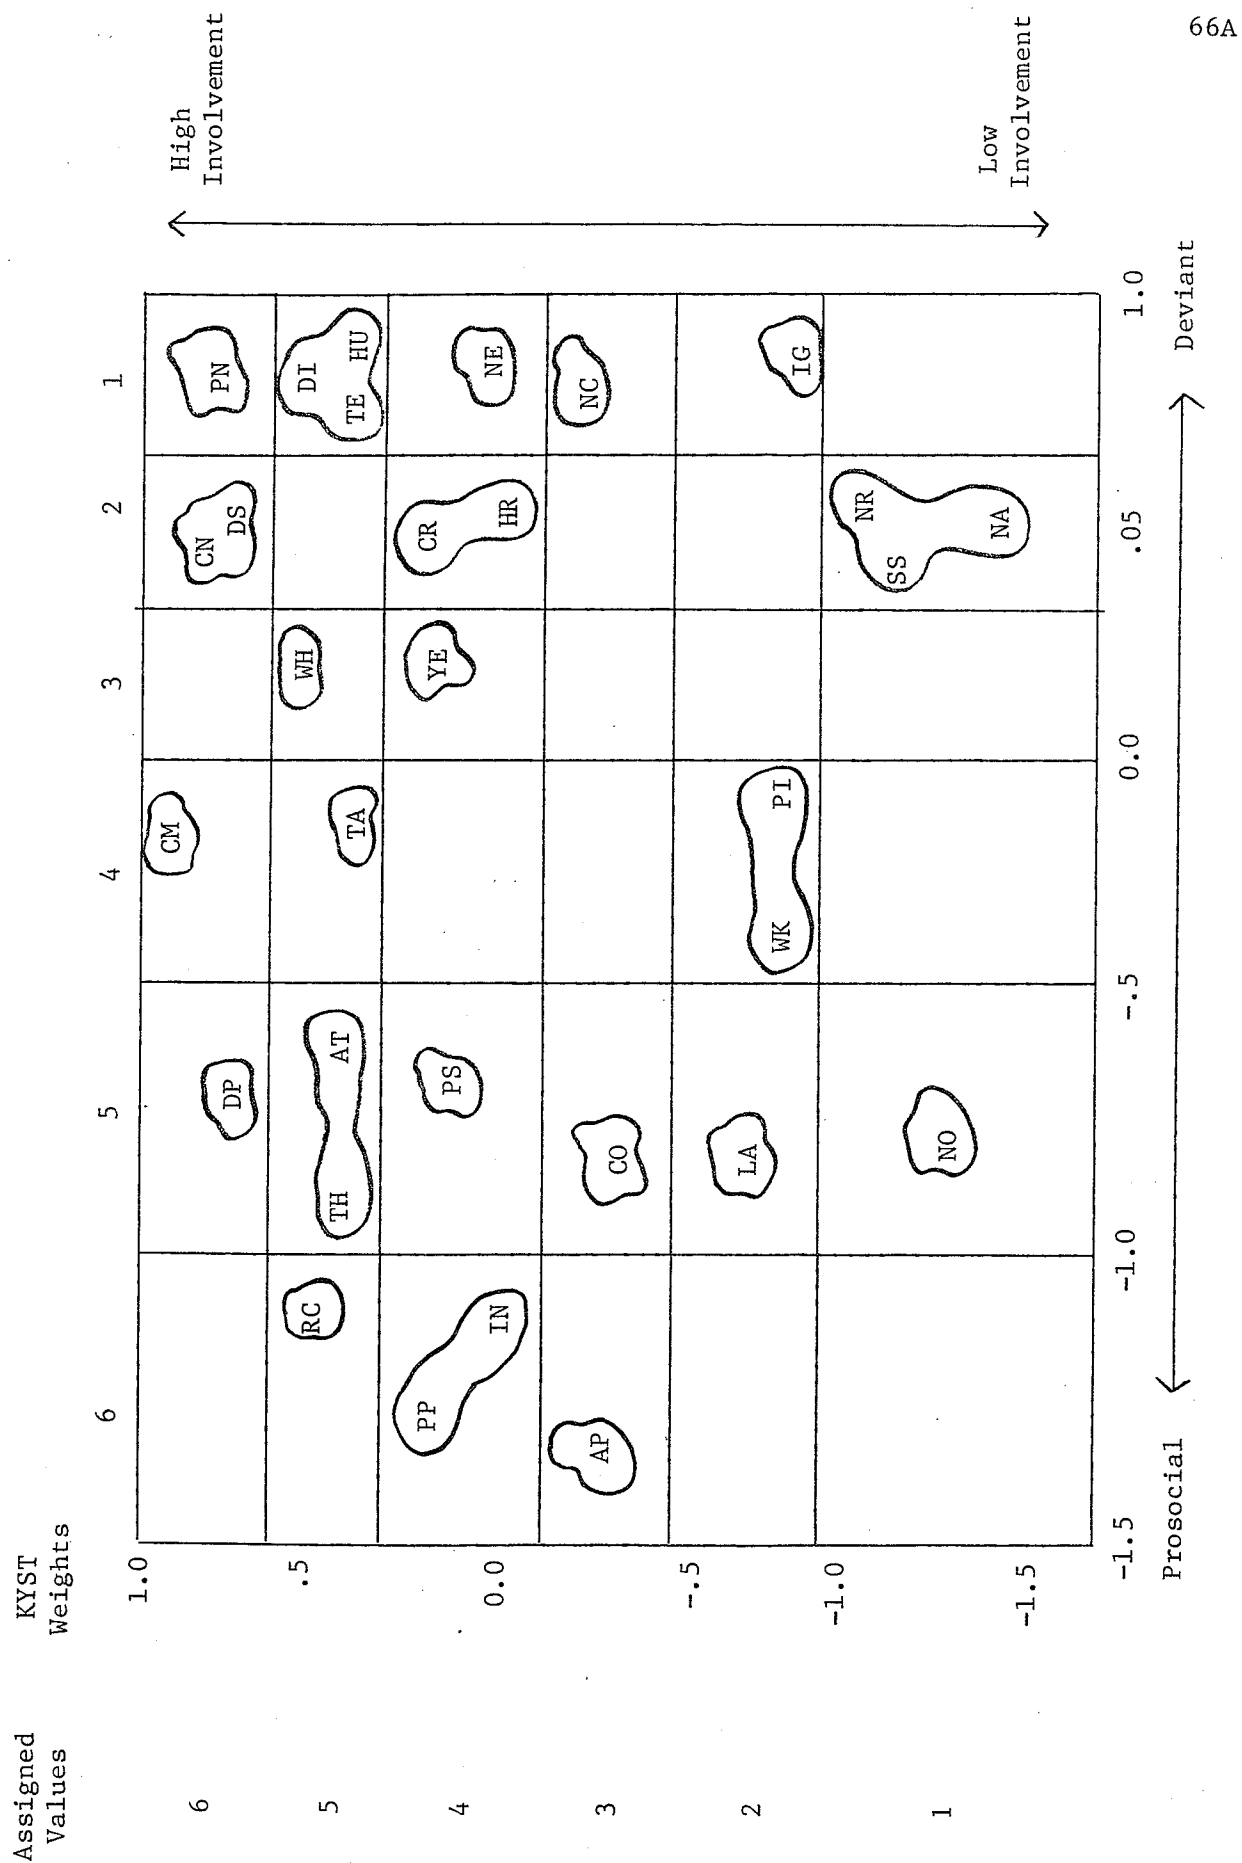 66A
Assigned
Values
KYST
Weights
6 5 4 3 2 1
6 1.0 CM DP CN DS PN High
Involvement
5 .5 RC TH AT TA WH TE DI HU
4 0.0 PP IN PS YE CR HR NE
3 -.5 AP CO NC
2 -1.0 LA WK PI IG
1 -1.5 NO SS NR NA Low
Involvement
-1.5 -1.0 -.5 0.0 .05 1.0
Prosocial Deviant